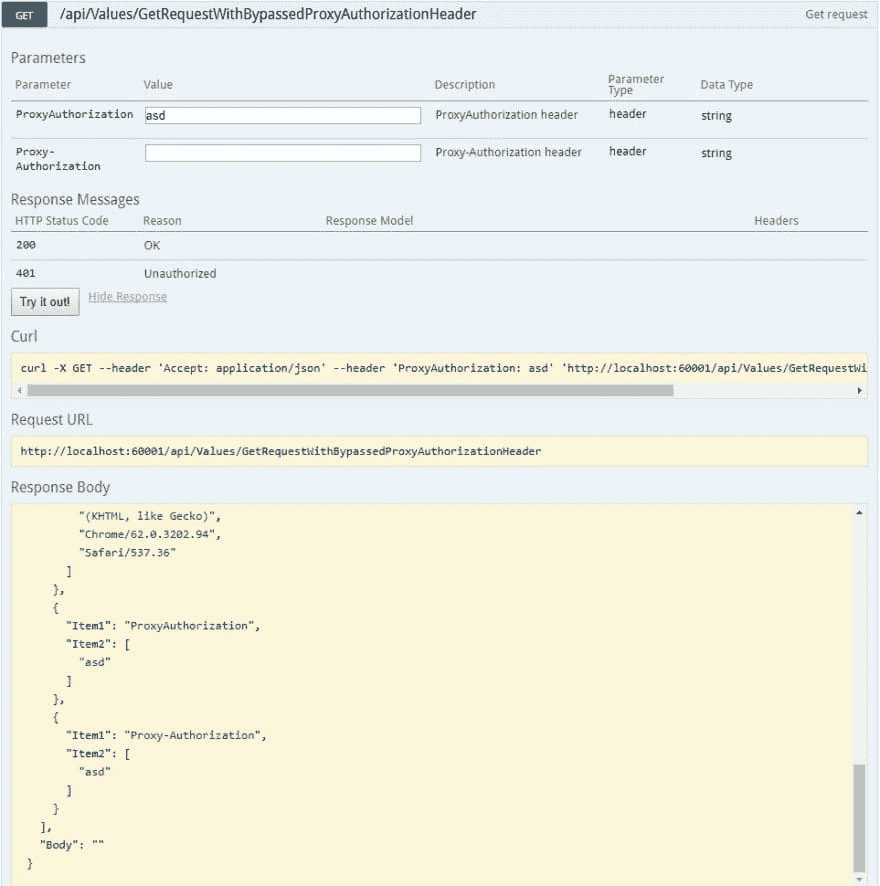 GET /api/Values/GetRequestWithBypassedProxyAuthorizationHeader Get request
Parameters
Parameter Value Description Parameter Type Data Type
ProxyAuthorization asd ProxyAuthorization header header string
Proxy-Authorization Proxy-Authorization header header string
Response Messages
HTTP Status Code Reason Response Model Headers
200 OK
401 Unauthorized
Try it out! Hide Response
Curl
curl -X GET --header 'Accept: application/json' --header 'ProxyAuthorization: asd' 'http://localhost:60001/api/Values/GetRequestWi
Request URL
http://localhost:60001/api/Values/GetRequestWithBypassedProxyAuthorizationHeader
Response Body
"(KHTML, like Gecko)",
"Chrome/62.0.3202.94",
"Safari/537.36"
]
},
{
"Item1": "ProxyAuthorization",
"Item2": [
"asd"
]
},
{
"Item1": "Proxy-Authorization",
"Item2": [
"asd"
]
}
],
"Body": ""
}